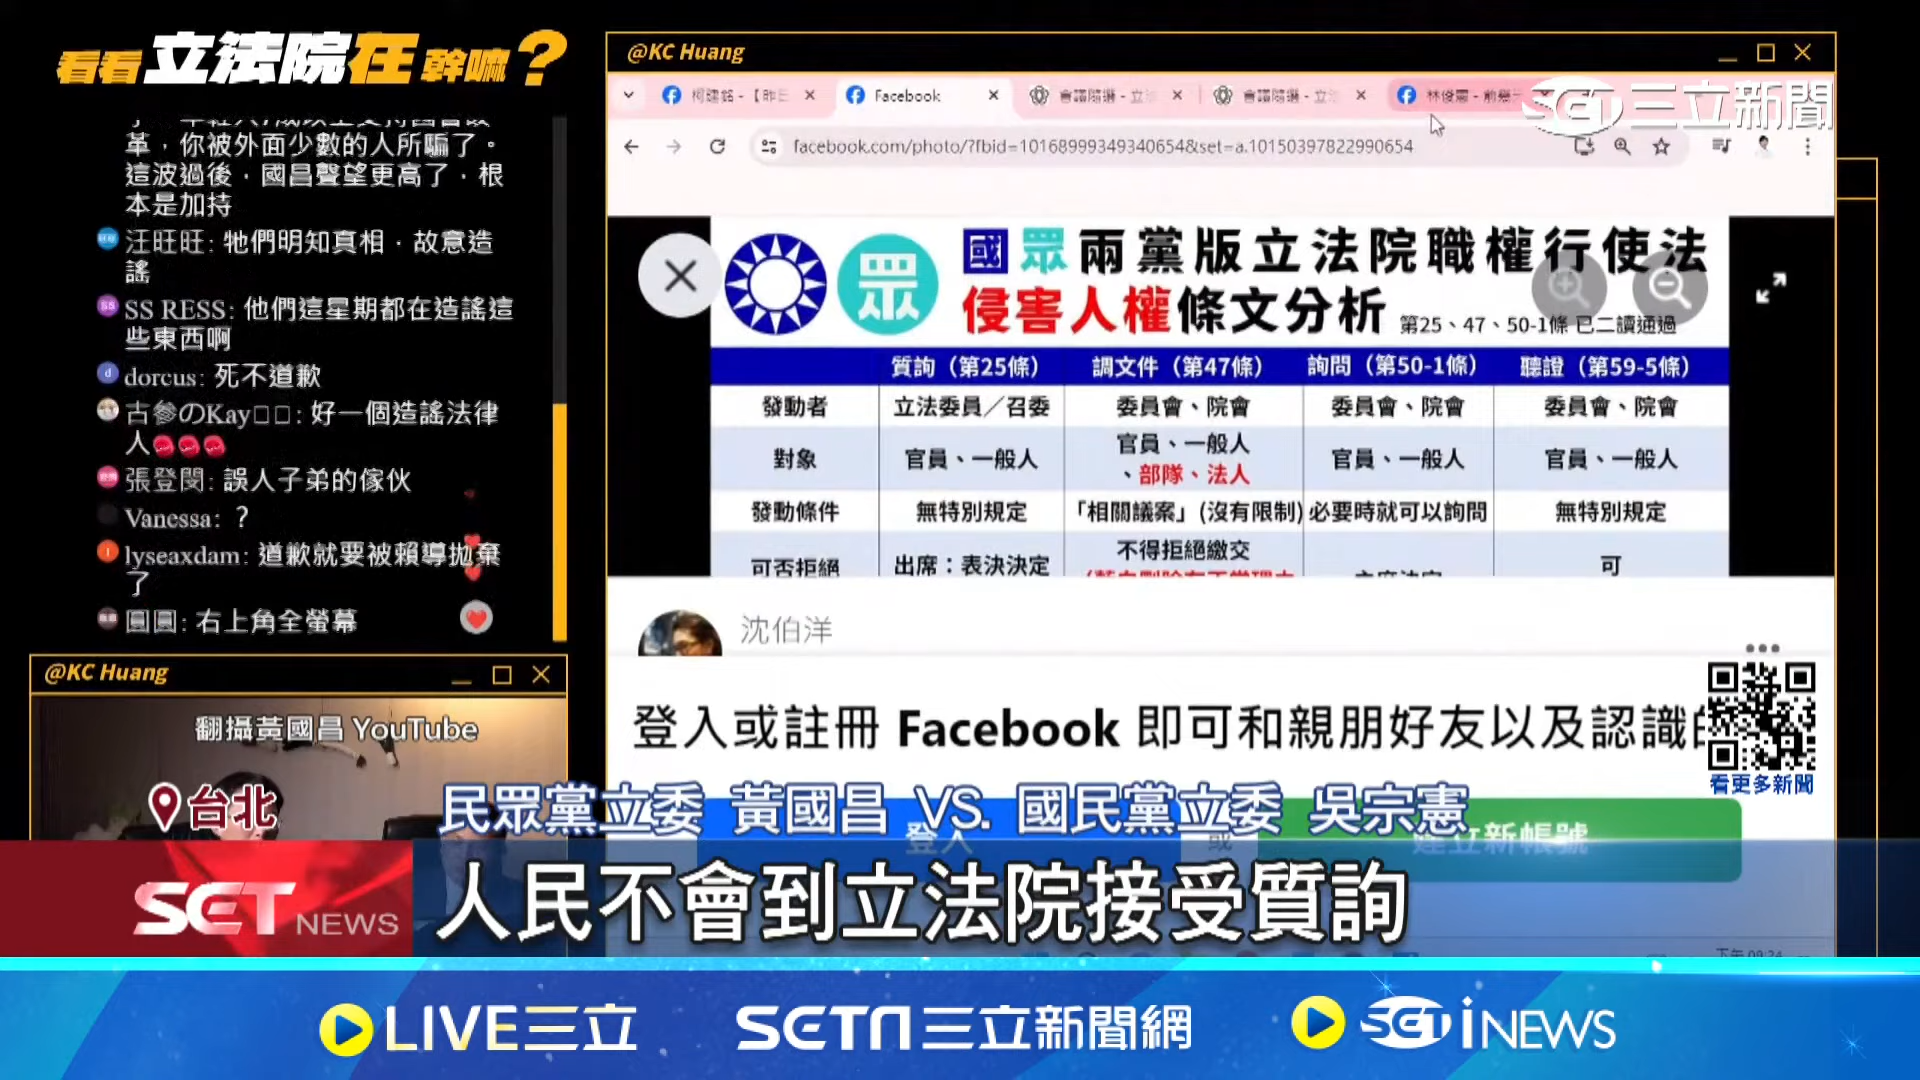 看看立法院在幹嘛?
革，你被外面少數的人所騙了。
這波過後，國昌聲望更高了，根
本是加持
汪旺旺: 牠們明知真相，故意造
謠
SS RESS: 他們這星期都在造謠這
些東西啊
dorcus: 死不道歉
古參のKay□□: 好一個造謠法律
人
張登閔: 誤人子弟的傢伙
Vanessa: ？
lyseaxdam: 道歉就要被賴導拋棄
了
圓圓: 右上角全螢幕
@KC Huang
翻攝黃國昌 YouTube
@KC Huang
Facebook
SET三立新聞
facebook.com/photo/?fbid=10168999349340654&set=a.10150397822990654
眾
國眾兩黨版立法院職權行使法
侵害人權條文分析 第25、47、50-1條 已二讀通過
質詢（第25條） 調文件（第47條） 詢問（第50-1條） 聽證（第59-5條）
發動者 立法委員／召委 委員會、院會 委員會、院會 委員會、院會
對象 官員、一般人 官員、一般人、部隊、法人 官員、一般人 官員、一般人
發動條件 無特別規定 「相關議案」(沒有限制) 必要時就可以詢問 無特別規定
可否拒絕 出席：表決決定 不得拒絕繳交 可
沈伯洋
登入或註冊 Facebook 即可和親朋好友以及認識
看更多新聞
登入 或 建立新帳號
台北
民眾黨立委 黃國昌 VS. 國民黨立委 吳宗憲
人民不會到立法院接受質詢
SET NEWS
LIVE三立
SETN三立新聞網
SET iNEWS